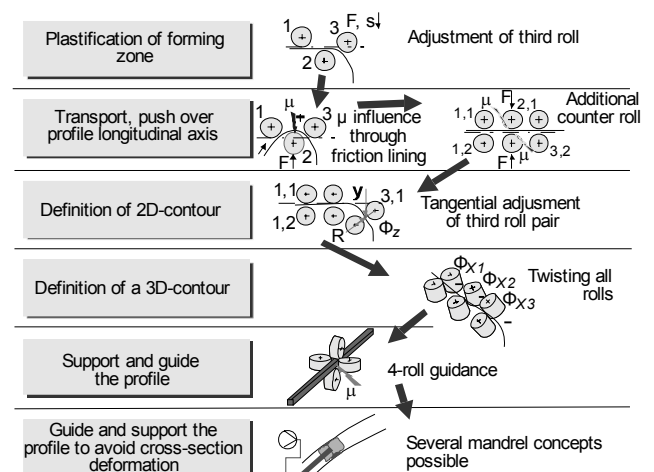 Plastification of forming
zone
1
3
F, s
2
Adjustment of third roll
Transport, push over
profile longitudinal axis
1
μ
3
F
2
μ influence
through
friction lining
μ
F
2,1
1,1
1,2
3,2
F
μ
Additional
counter roll
Definition of 2D-contour
1,1
1,2
y
3,1
R
Φz
Tangential adjusment
of third roll pair
Definition of a 3D-contour
ΦX1
ΦX2
ΦX3
Twisting all
rolls
Support and guide
the profile
μ
4-roll guidance
Guide and support the
profile to avoid cross-section
deformation
Several mandrel concepts
possible